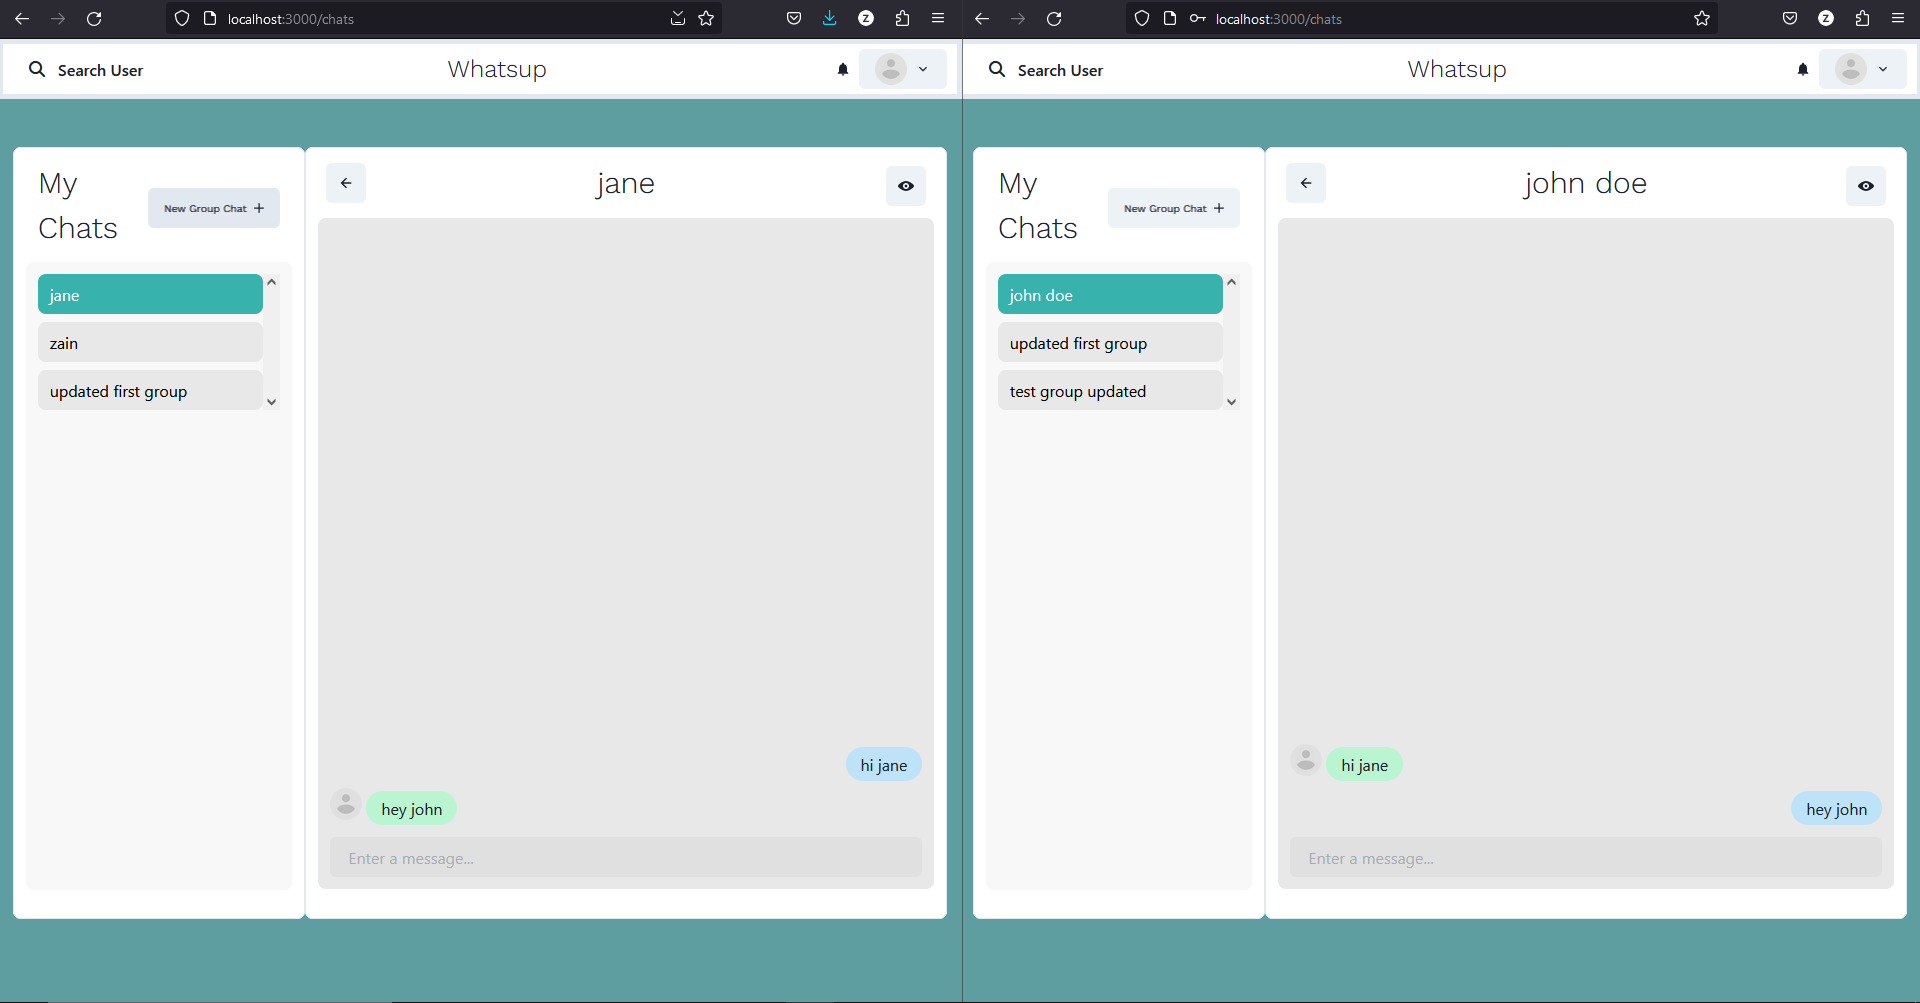 localhost:3000/chats
Search User
Whatsup
My
Chats
New Group Chat
jane
zain
updated first group
jane
hi jane
hey john
Enter a message...
Z
localhost:3000/chats
Z
Search User
Whatsup
My
Chats
New Group Chat
john doe
updated first group
test group updated
john doe
hi jane
hey john
Enter a message...